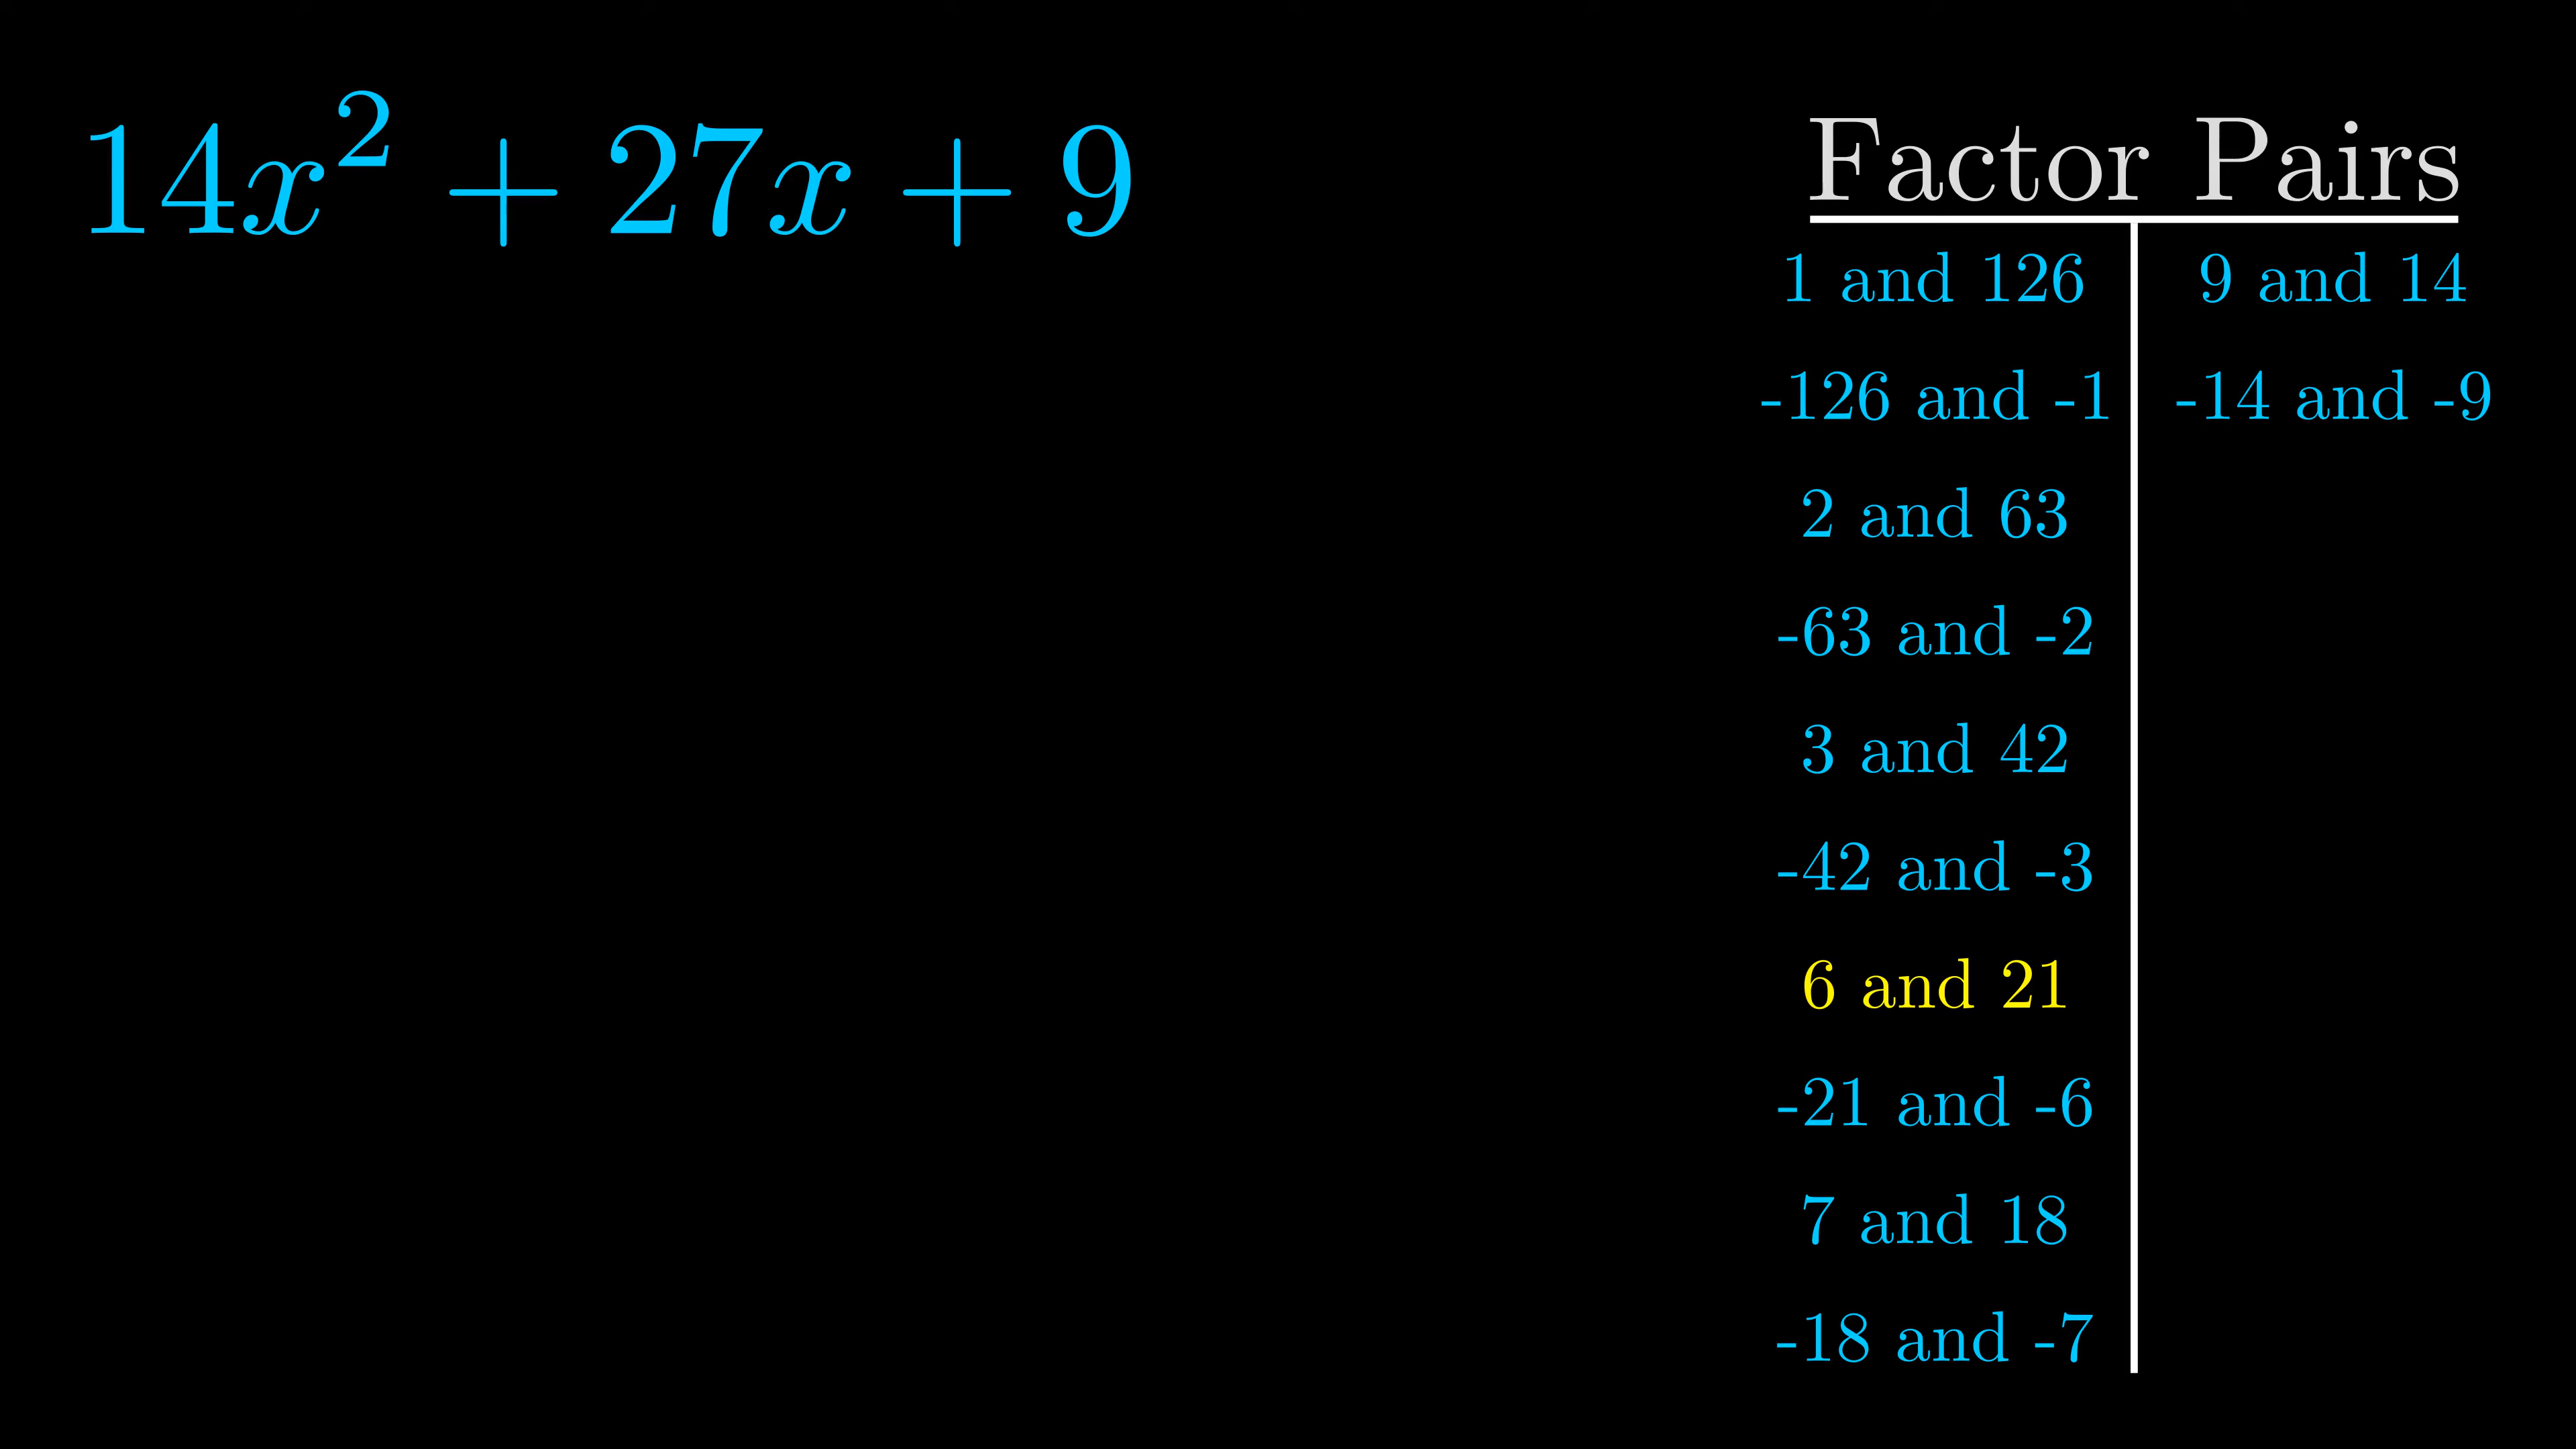 14x² + 27x + 9
Factor Pairs
1 and 126
-126 and -1
2 and 63
-63 and -2
3 and 42
-42 and -3
6 and 21
-21 and -6
7 and 18
-18 and -7
9 and 14
-14 and -9